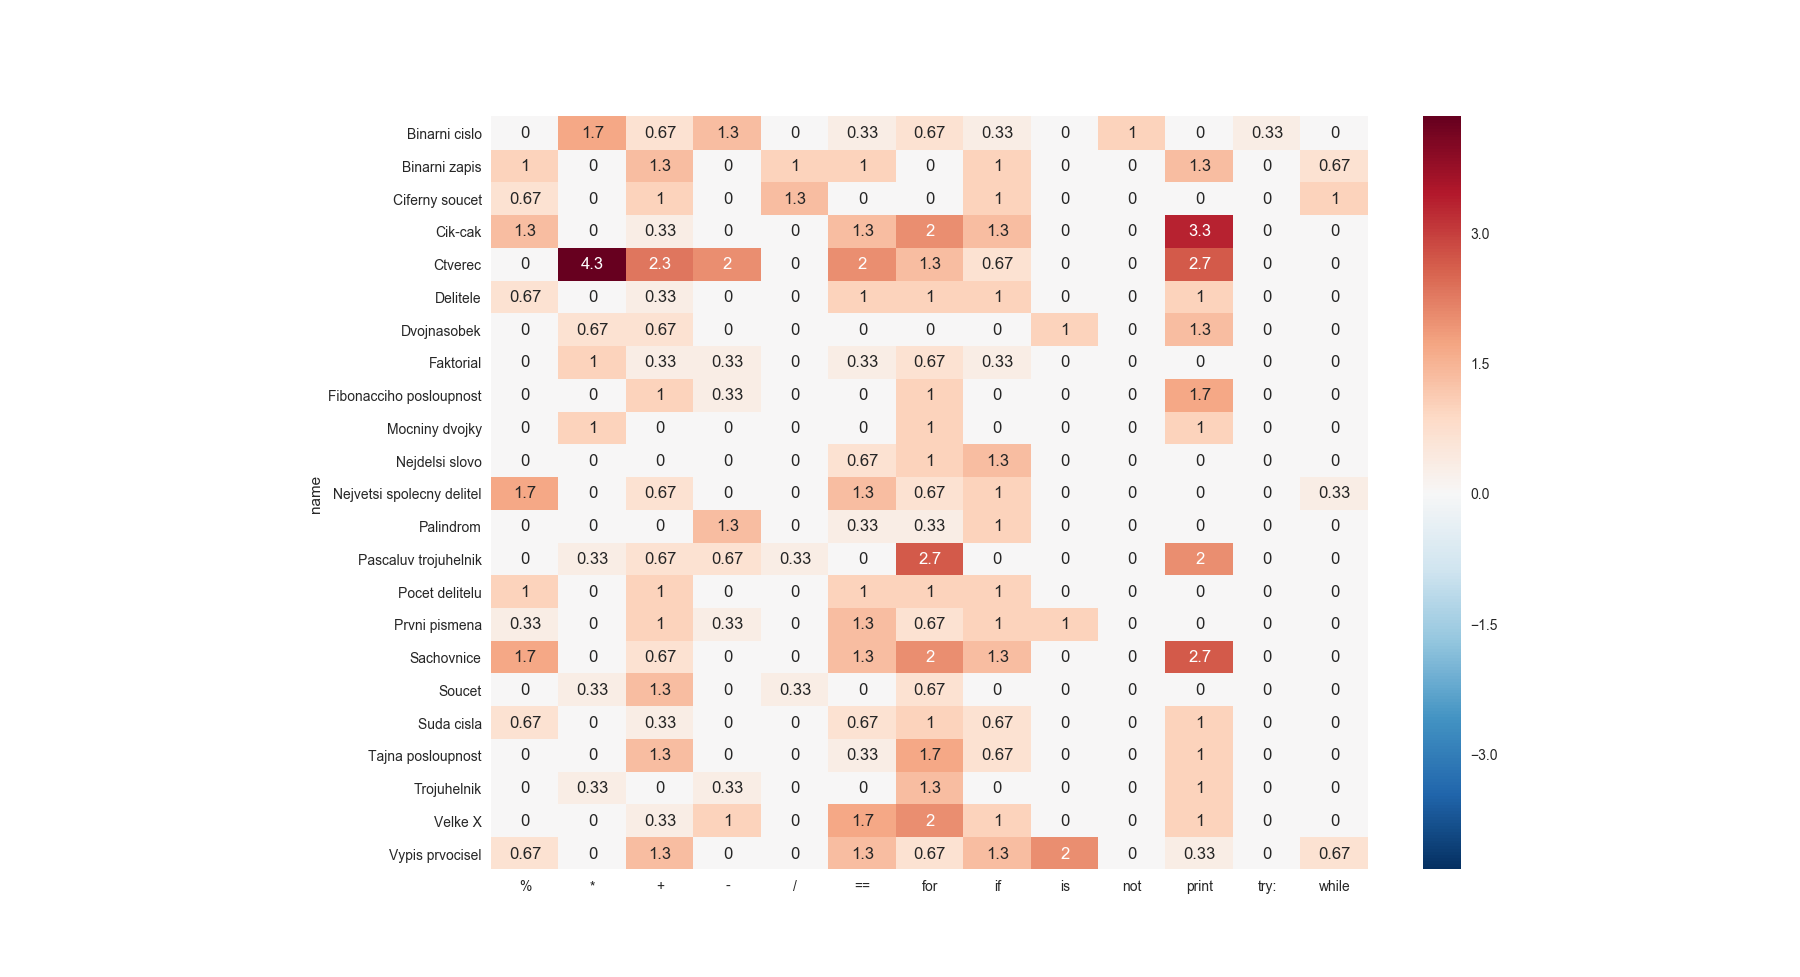 Binarni cislo 0 1.7 0.67 1.3 0 0.33 0.67 0.33 0 1 0 0.33 0
Binarni zapis 1 0 1.3 0 1 1 0 1 0 0 1.3 0 0.67
Ciferny soucet 0.67 0 1 0 1.3 0 0 1 0 0 0 0 1
Cik-cak 1.3 0 0.33 0 0 1.3 2 1.3 0 0 3.3 0 0
3.0
Ctverec 0 4.3 2.3 2 0 2 1.3 0.67 0 0 2.7 0 0
Delitele 0.67 0 0.33 0 0 1 1 1 0 0 1 0 0
Dvojnasobek 0 0.67 0.67 0 0 0 0 0 1 0 1.3 0 0
Faktorial 0 1 0.33 0.33 0 0.33 0.67 0.33 0 0 0 0 0
1.5
Fibonacciho posloupnost 0 0 1 0.33 0 0 1 0 0 0 1.7 0 0
Mocniny dvojky 0 1 0 0 0 0 1 0 0 0 1 0 0
Nejdelsi slovo 0 0 0 0 0 0.67 1 1.3 0 0 0 0 0
name
Nejvetsi spolecny delitel 1.7 0 0.67 0 0 1.3 0.67 1 0 0 0 0 0.33
0.0
Palindrom 0 0 0 1.3 0 0.33 0.33 1 0 0 0 0 0
Pascaluv trojuhelnik 0 0.33 0.67 0.67 0.33 0 2.7 0 0 0 2 0 0
Pocet delitelu 1 0 1 0 0 1 1 1 0 0 0 0 0
Prvni pismena 0.33 0 1 0.33 0 1.3 0.67 1 1 0 0 0 0
−1.5
Sachovnice 1.7 0 0.67 0 0 1.3 2 1.3 0 0 2.7 0 0
Soucet 0 0.33 1.3 0 0.33 0 0.67 0 0 0 0 0 0
Suda cisla 0.67 0 0.33 0 0 0.67 1 0.67 0 0 1 0 0
Tajna posloupnost 0 0 1.3 0 0 0.33 1.7 0.67 0 0 1 0 0
−3.0
Trojuhelnik 0 0.33 0 0.33 0 0 1.3 0 0 0 1 0 0
Velke X 0 0 0.33 1 0 1.7 2 1 0 0 1 0 0
Vypis prvocisel 0.67 0 1.3 0 0 1.3 0.67 1.3 2 0 0.33 0 0.67
% * + - / == for if is not print try: while